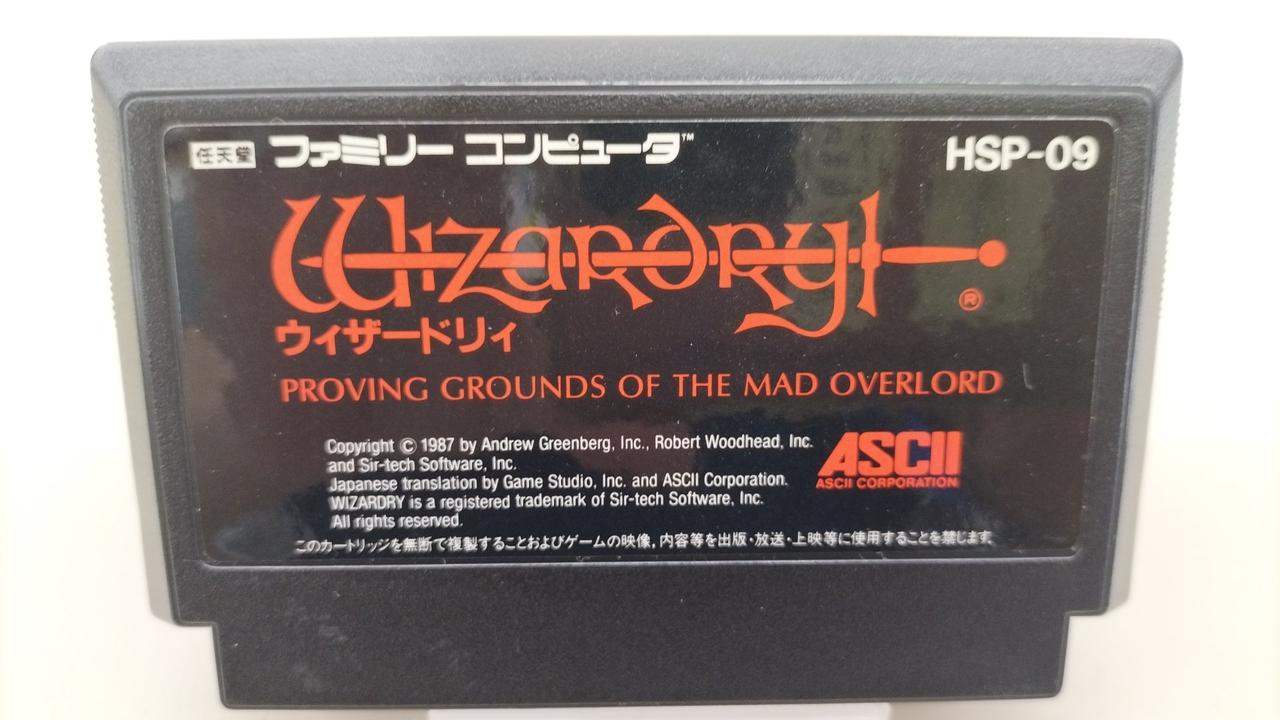 任天堂 ファミリー コンピュータ™ HSP-09
Wizardry ®
ウィザードリィ
PROVING GROUNDS OF THE MAD OVERLORD
Copyright © 1987 by Andrew Greenberg, Inc., Robert Woodhead, Inc.
and Sir-tech Software, Inc.
Japanese translation by Game Studio, Inc. and ASCII Corporation.
WIZARDRY is a registered trademark of Sir-tech Software, Inc.
All rights reserved.
ASCII
ASCII CORPORATION
このカートリッジを無断で複製することおよびゲームの映像,内容等を出版・放送・上映等に使用することを禁じます。